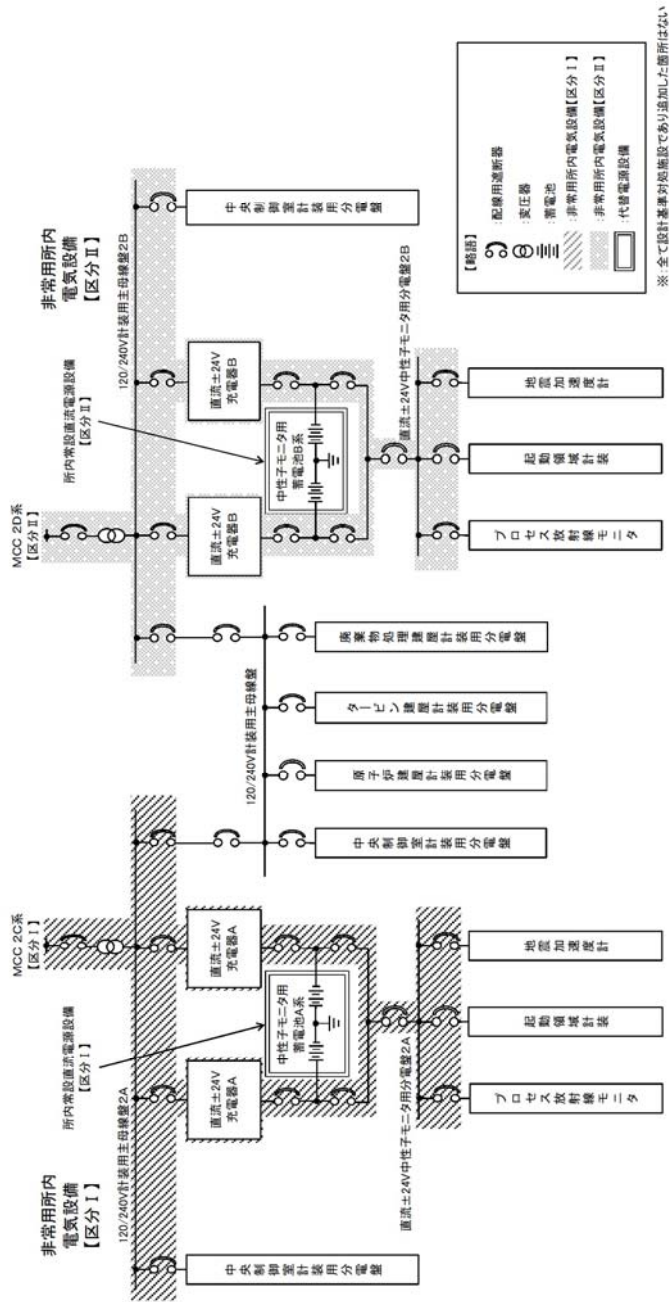 非常用所内
電気設備
【区分Ⅰ】
120/240V計装用主母線盤2A
MCC 2C系
【区分Ⅰ】
所内常設直流電源設備
【区分Ⅰ】
直流±24V
充電器A
直流±24V
充電器A
中性子モニタ用
蓄電池A系
直流±24V中性子モニタ用分電盤2A
中央制御室計装用分電盤
プロセス放射線モニタ
起動領域計装
地震加速度計
120/240V計装用主母線盤
中央制御室計装用分電盤
原子炉建屋計装用分電盤
タービン建屋計装用分電盤
廃棄物処理建屋計装用分電盤
MCC 2D系
【区分Ⅱ】
所内常設直流電源設備
【区分Ⅱ】
非常用所内
電気設備
【区分Ⅱ】
120/240V計装用主母線盤2B
直流±24V
充電器B
直流±24V
充電器B
中性子モニタ用
蓄電池B系
直流±24V中性子モニタ用分電盤2B
プロセス放射線モニタ
起動領域計装
地震加速度計
中央制御室計装用分電盤
【略語】
:配線用遮断器
:変圧器
:蓄電池
:非常用所内電気設備【区分Ⅰ】
:非常用所内電気設備【区分Ⅱ】
:代替電源設備
※:全て設計基準対処施設であり追加した箇所はない